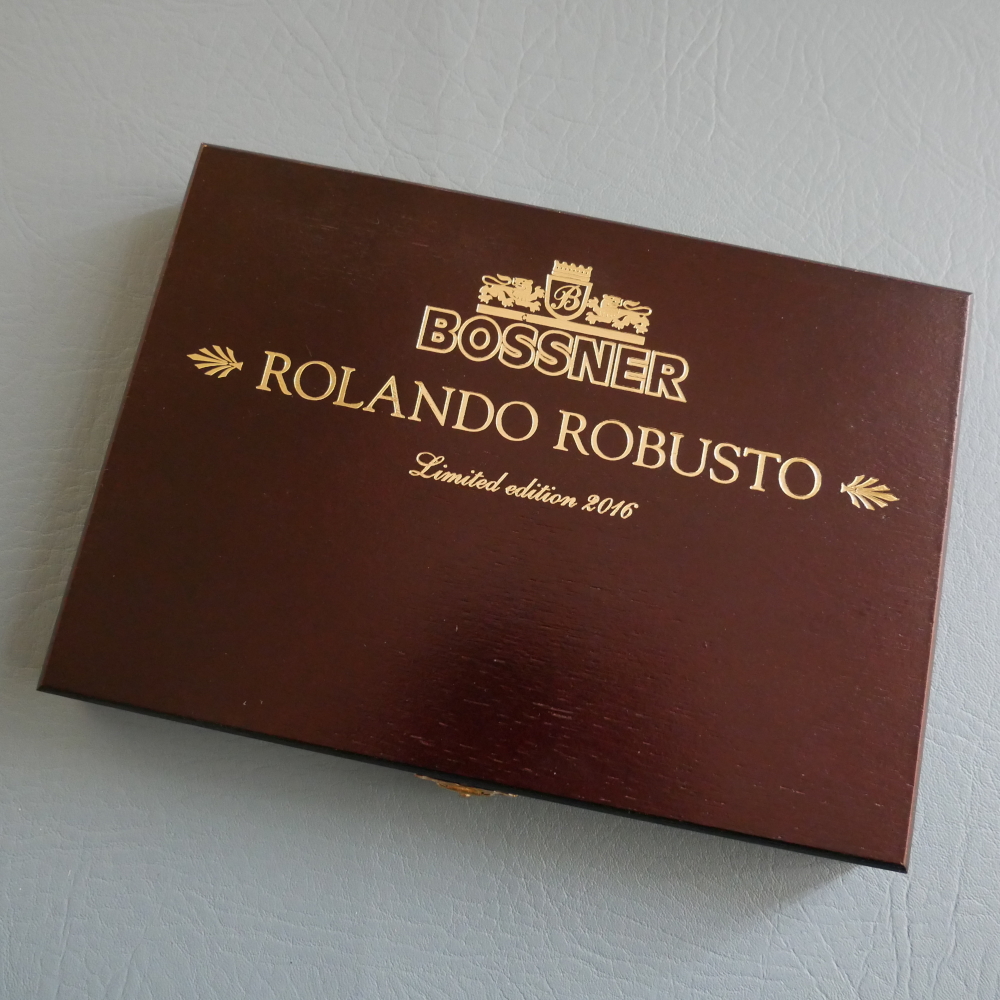 B
BOSSNER
ROLANDO ROBUSTO
Limited edition 2016